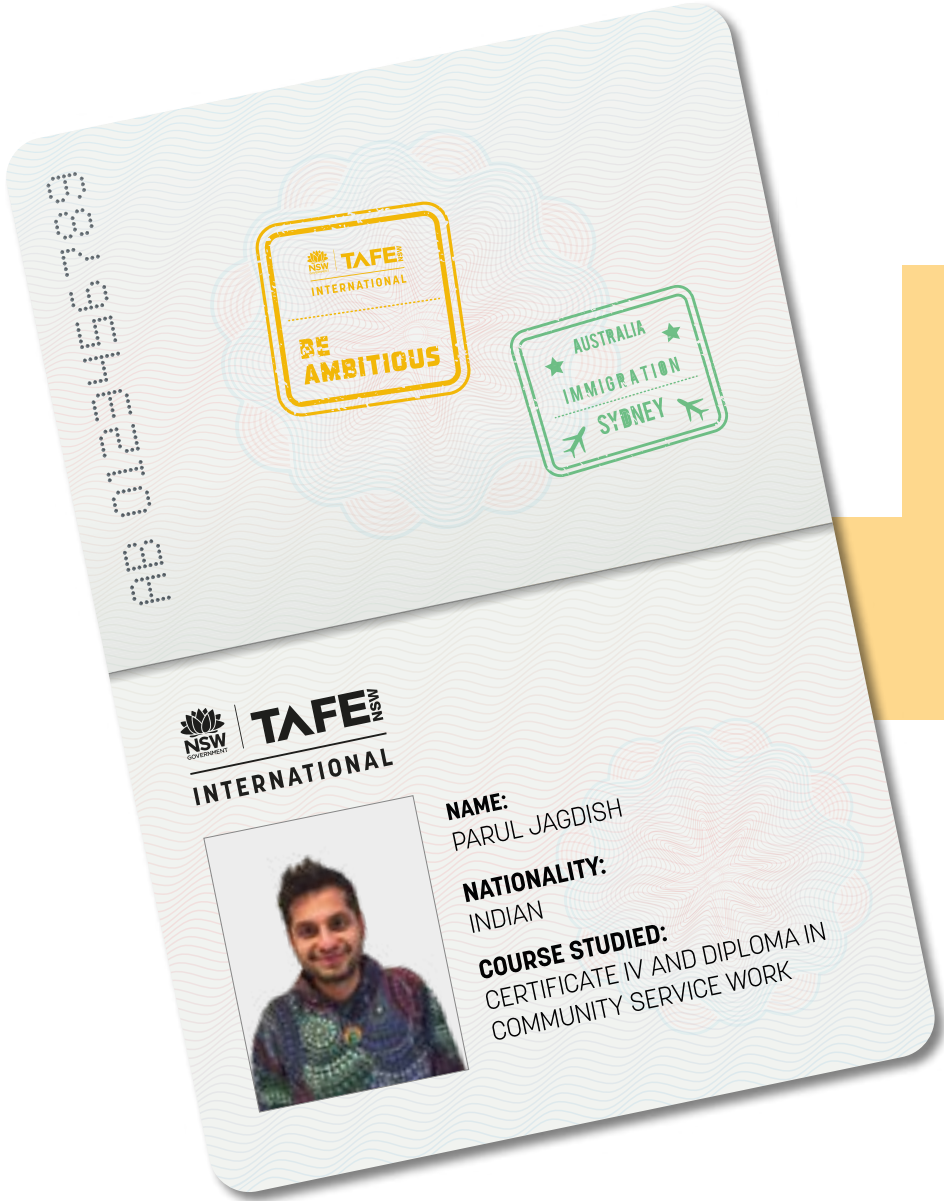 AB 0123456789
NSW
TAFE NSW
INTERNATIONAL
BE
AMBITIOUS
AUSTRALIA
IMMIGRATION
SYDNEY
NSW
GOVERNMENT
TAFE NSW
INTERNATIONAL
NAME:
PARUL JAGDISH
NATIONALITY:
INDIAN
COURSE STUDIED:
CERTIFICATE IV AND DIPLOMA IN
COMMUNITY SERVICE WORK